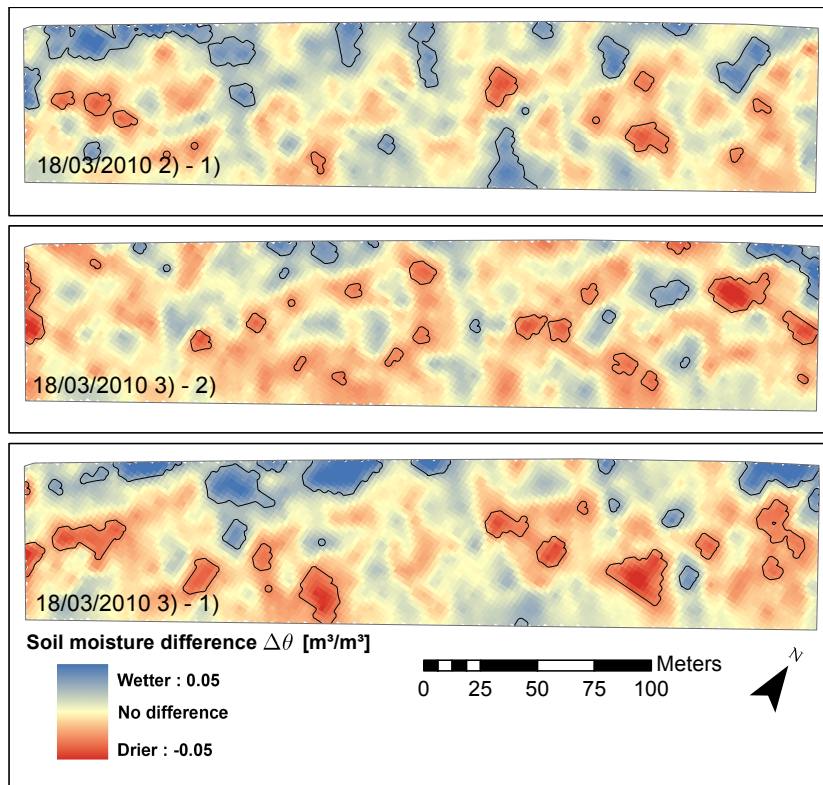 18/03/2010 2) - 1)
18/03/2010 3) - 2)
18/03/2010 3) - 1)
Soil moisture difference Δθ [m³/m³]
Wetter : 0.05
No difference
Drier : -0.05
Meters
0 25 50 75 100
N